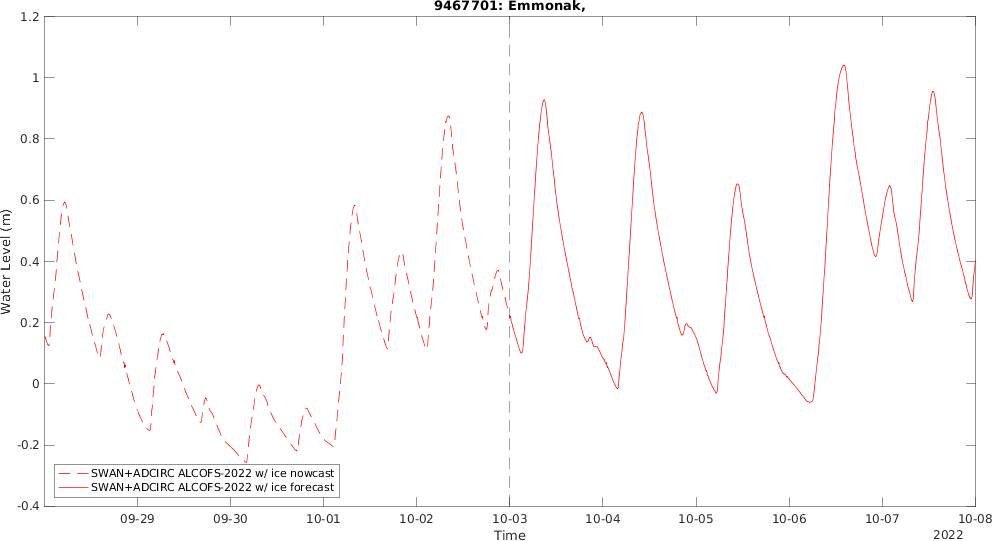 9467701: Emmonak,
1.2
1
0.8
0.6
0.4
0.2
0
-0.2
-0.4
Water Level (m)
SWAN+ADCIRC ALCOFS-2022 w/ ice nowcast
SWAN+ADCIRC ALCOFS-2022 w/ ice forecast
09-29 09-30 10-01 10-02 10-03 10-04 10-05 10-06 10-07 10-08
Time
2022